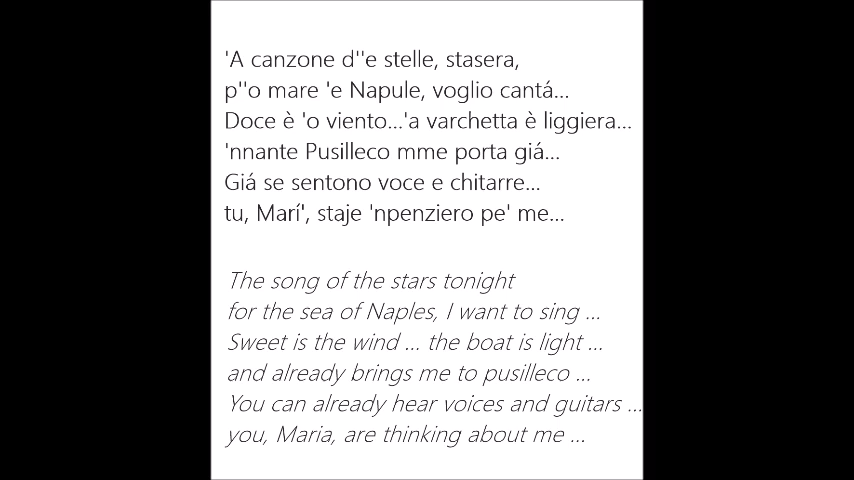 'A canzone d''e stelle, stasera,
p''o mare 'e Napule, voglio cantá...
Doce è 'o viento...'a varchetta è liggiera...
'nnante Pusilleco mme porta giá...
Giá se sentono voce e chitarre...
tu, Marí', staje 'npenziero pe' me...
The song of the stars tonight
for the sea of Naples, I want to sing ...
Sweet is the wind ... the boat is light ...
and already brings me to pusilleco ...
You can already hear voices and guitars ...
you, Maria, are thinking about me ...